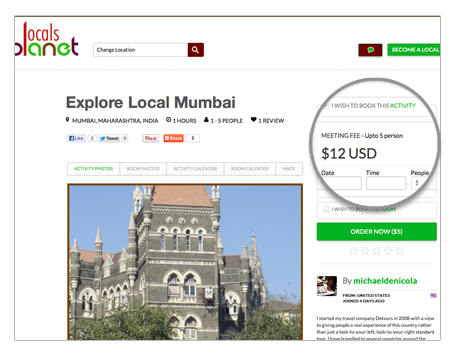 locals
planet
Change Location
BECOME A LOCAL
Explore Local Mumbai
MUMBAI, MAHARASHTRA, INDIA 1 HOURS 1 - 5 PEOPLE 1 REVIEW
Like 2 Tweet 0 Pin it Share 8
ACTIVITY PHOTOS ROOM PHOTOS ACTIVITY CALENDER ROOM CALENDER MAPS
I WISH TO BOOK THIS ACTIVITY
MEETING FEE - Upto 5 person
$12 USD
Date Time People
1
I WISH TO BOOK THE ROOM
ORDER NOW ($5)
By michaeldenicola
FROM: UNITED STATES
JOINED 4 DAYS AGO
I started my travel company Detours in 2008 with a view
to giving people a real experience of this country rather
than just a look-to-your-left, look-to-your-right standard
tour. I have travelled to several countries around the